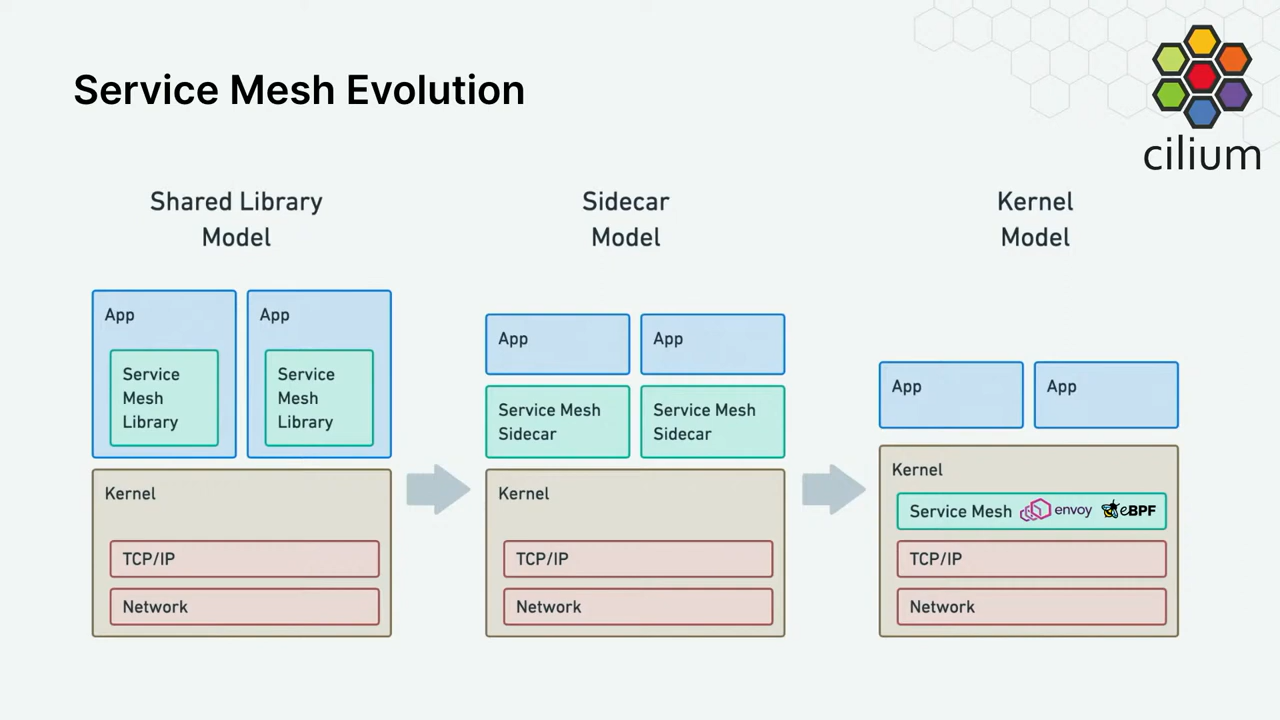 Service Mesh Evolution
cilium
Shared Library
Model
App
Service
Mesh
Library
App
Service
Mesh
Library
Kernel
TCP/IP
Network
Sidecar
Model
App
App
Service Mesh
Sidecar
Service Mesh
Sidecar
Kernel
TCP/IP
Network
Kernel
Model
App
App
Kernel
Service Mesh envoy eBPF
TCP/IP
Network